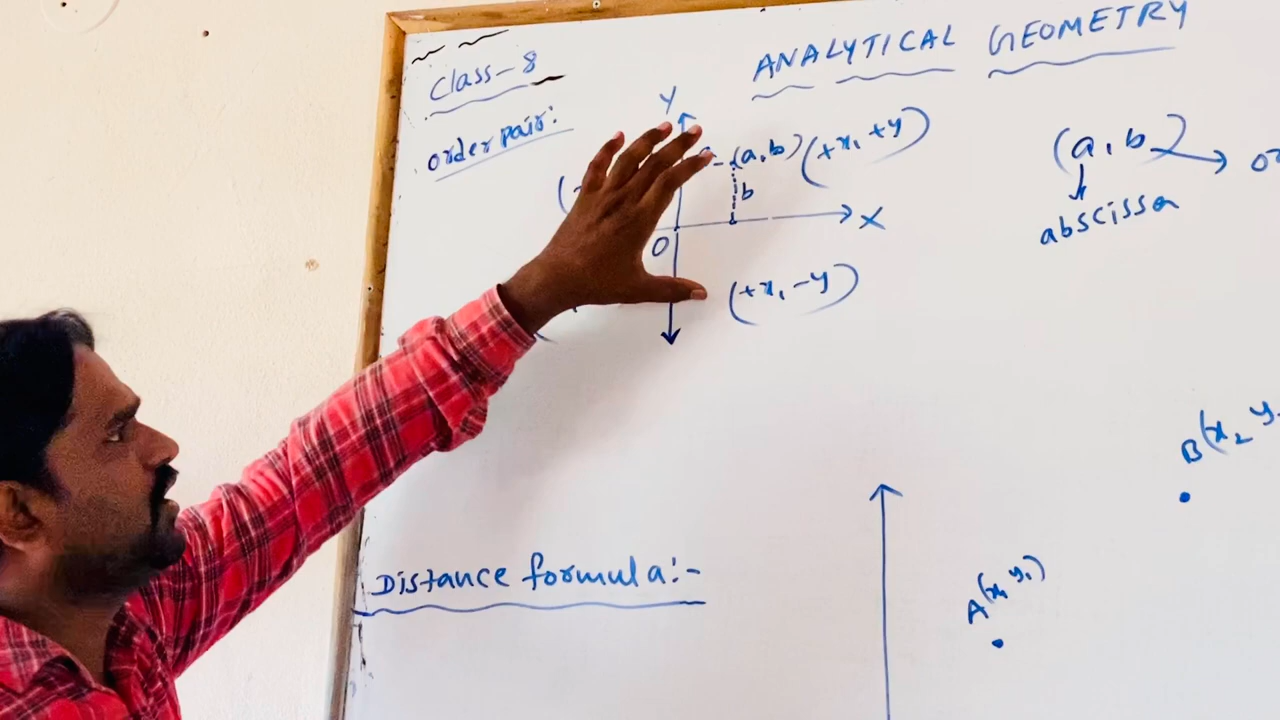 ANALYTICAL GEOMETRY
Class-8
order pair:
Y
(a, b) (+x, +y)
b
X
O
(+x, -y)
(a, b)
abscissa
B(x2 y
Distance formula:-
A(x1 y1)